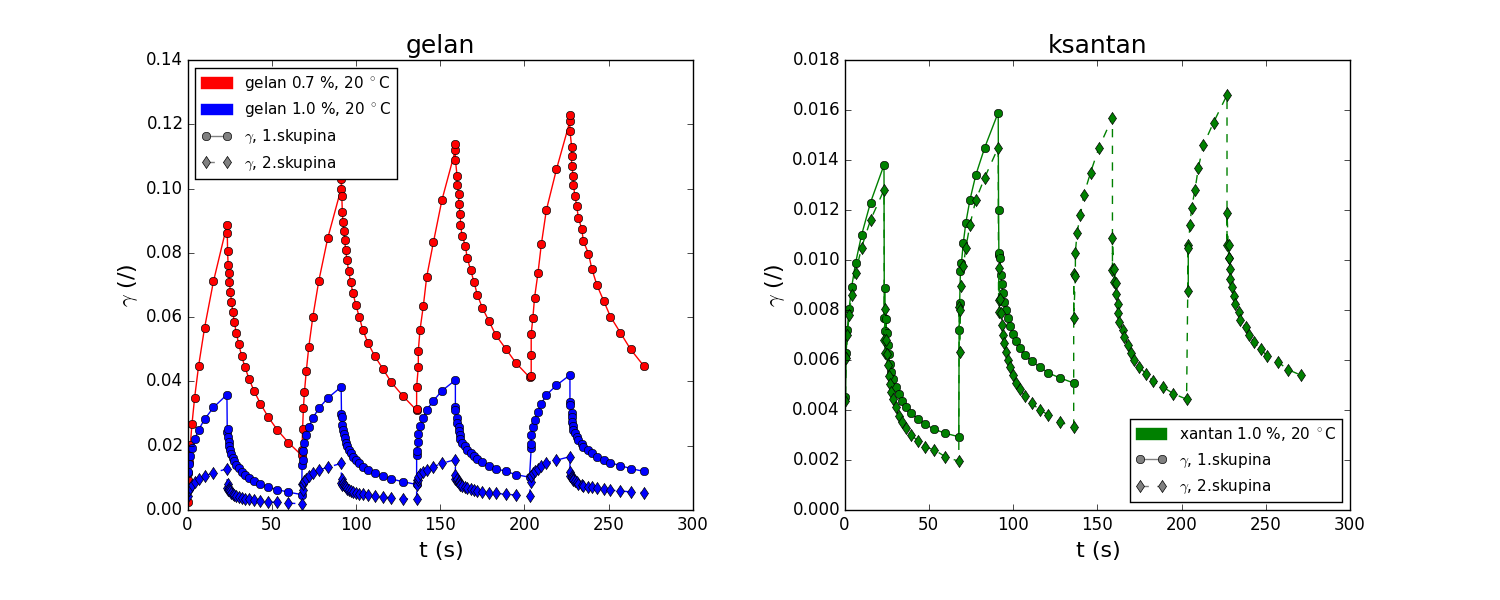 gelan
0.14
0.12
0.10
0.08
0.06
0.04
0.02
0.00
γ (/)
gelan 0.7 %, 20 °C
gelan 1.0 %, 20 °C
γ, 1.skupina
γ, 2.skupina
0 50 100 150 200 250 300
t (s)
ksantan
0.018
0.016
0.014
0.012
0.010
0.008
0.006
0.004
0.002
0.000
γ (/)
xantan 1.0 %, 20 °C
γ, 1.skupina
γ, 2.skupina
0 50 100 150 200 250 300
t (s)